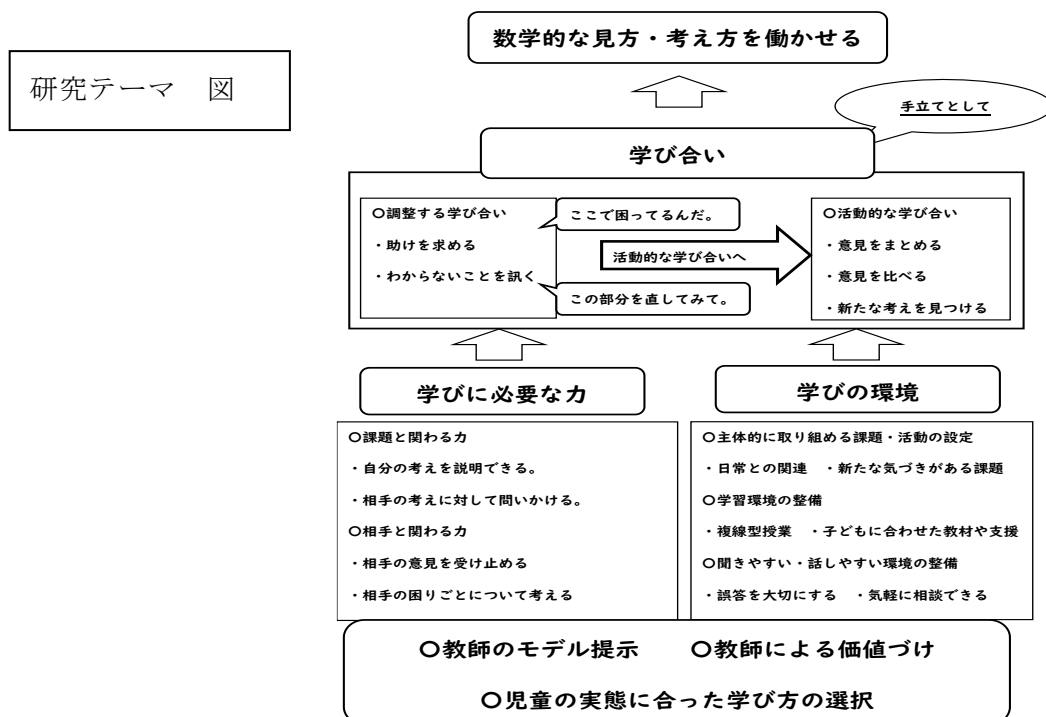 数学的な見方・考え方を働かせる
研究テーマ　図
手立てとして
学び合い
〇調整する学び合い
・助けを求める
・わからないことを訊く
ここで困ってるんだ。
活動的な学び合いへ
この部分を直してみて。
〇活動的な学び合い
・意見をまとめる
・意見を比べる
・新たな考えを見つける
学びに必要な力
〇課題と関わる力
・自分の考えを説明できる。
・相手の考えに対して問いかける。
〇相手と関わる力
・相手の意見を受け止める
・相手の困りごとについて考える
学びの環境
〇主体的に取り組める課題・活動の設定
・日常との関連　・新たな気づきがある課題
〇学習環境の整備
・複線型授業　・子どもに合わせた教材や支援
〇聞きやすい・話しやすい環境の整備
・誤答を大切にする　・気軽に相談できる
〇教師のモデル提示　〇教師による価値づけ
〇児童の実態に合った学び方の選択